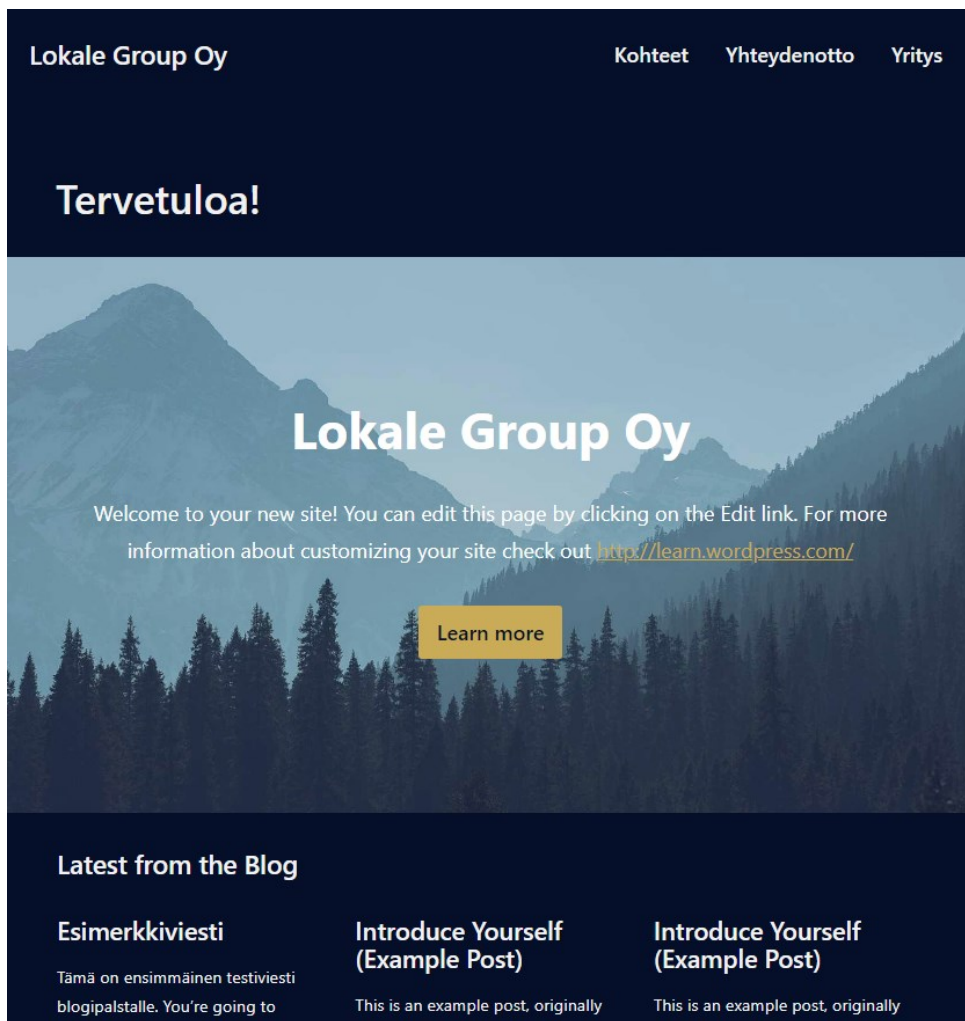 Lokale Group Oy
Kohteet Yhteydenotto Yritys
Tervetuloa!
Lokale Group Oy
Welcome to your new site! You can edit this page by clicking on the Edit link. For more
information about customizing your site check out http://learn.wordpress.com/
Learn more
Latest from the Blog
Esimerkkiviesti
Tämä on ensimmäinen testiviesti
blogipalstalle. You’re going to
Introduce Yourself
(Example Post)
This is an example post, originally
Introduce Yourself
(Example Post)
This is an example post, originally